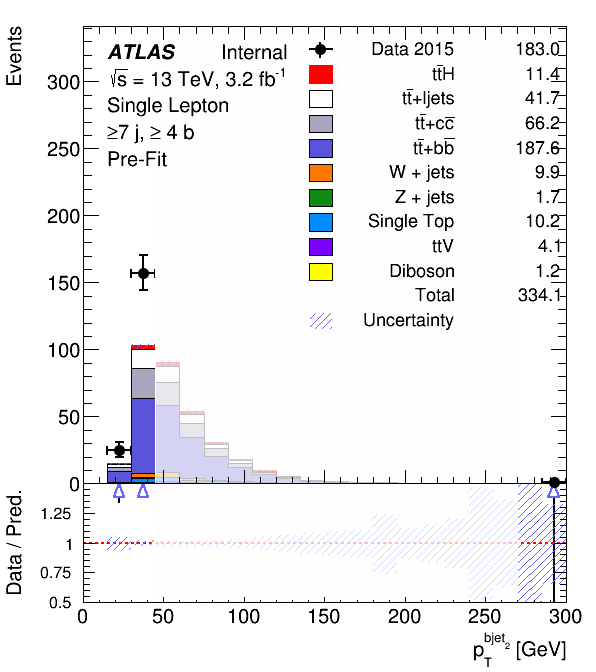 Events
ATLAS Internal
√s = 13 TeV, 3.2 fb⁻¹
Single Lepton
≥7 j, ≥ 4 b
Pre-Fit
Data 2015 183.0
tt̄H 11.4
tt̄+ljets 41.7
tt̄+cc̄ 66.2
tt̄+bb̄ 187.6
W + jets 9.9
Z + jets 1.7
Single Top 10.2
ttV 4.1
Diboson 1.2
Total 334.1
Uncertainty
300
250
200
150
100
50
0
Data / Pred.
1.25
1
0.75
0.5
0 50 100 150 200 250 300
p_T^bjet₂ [GeV]